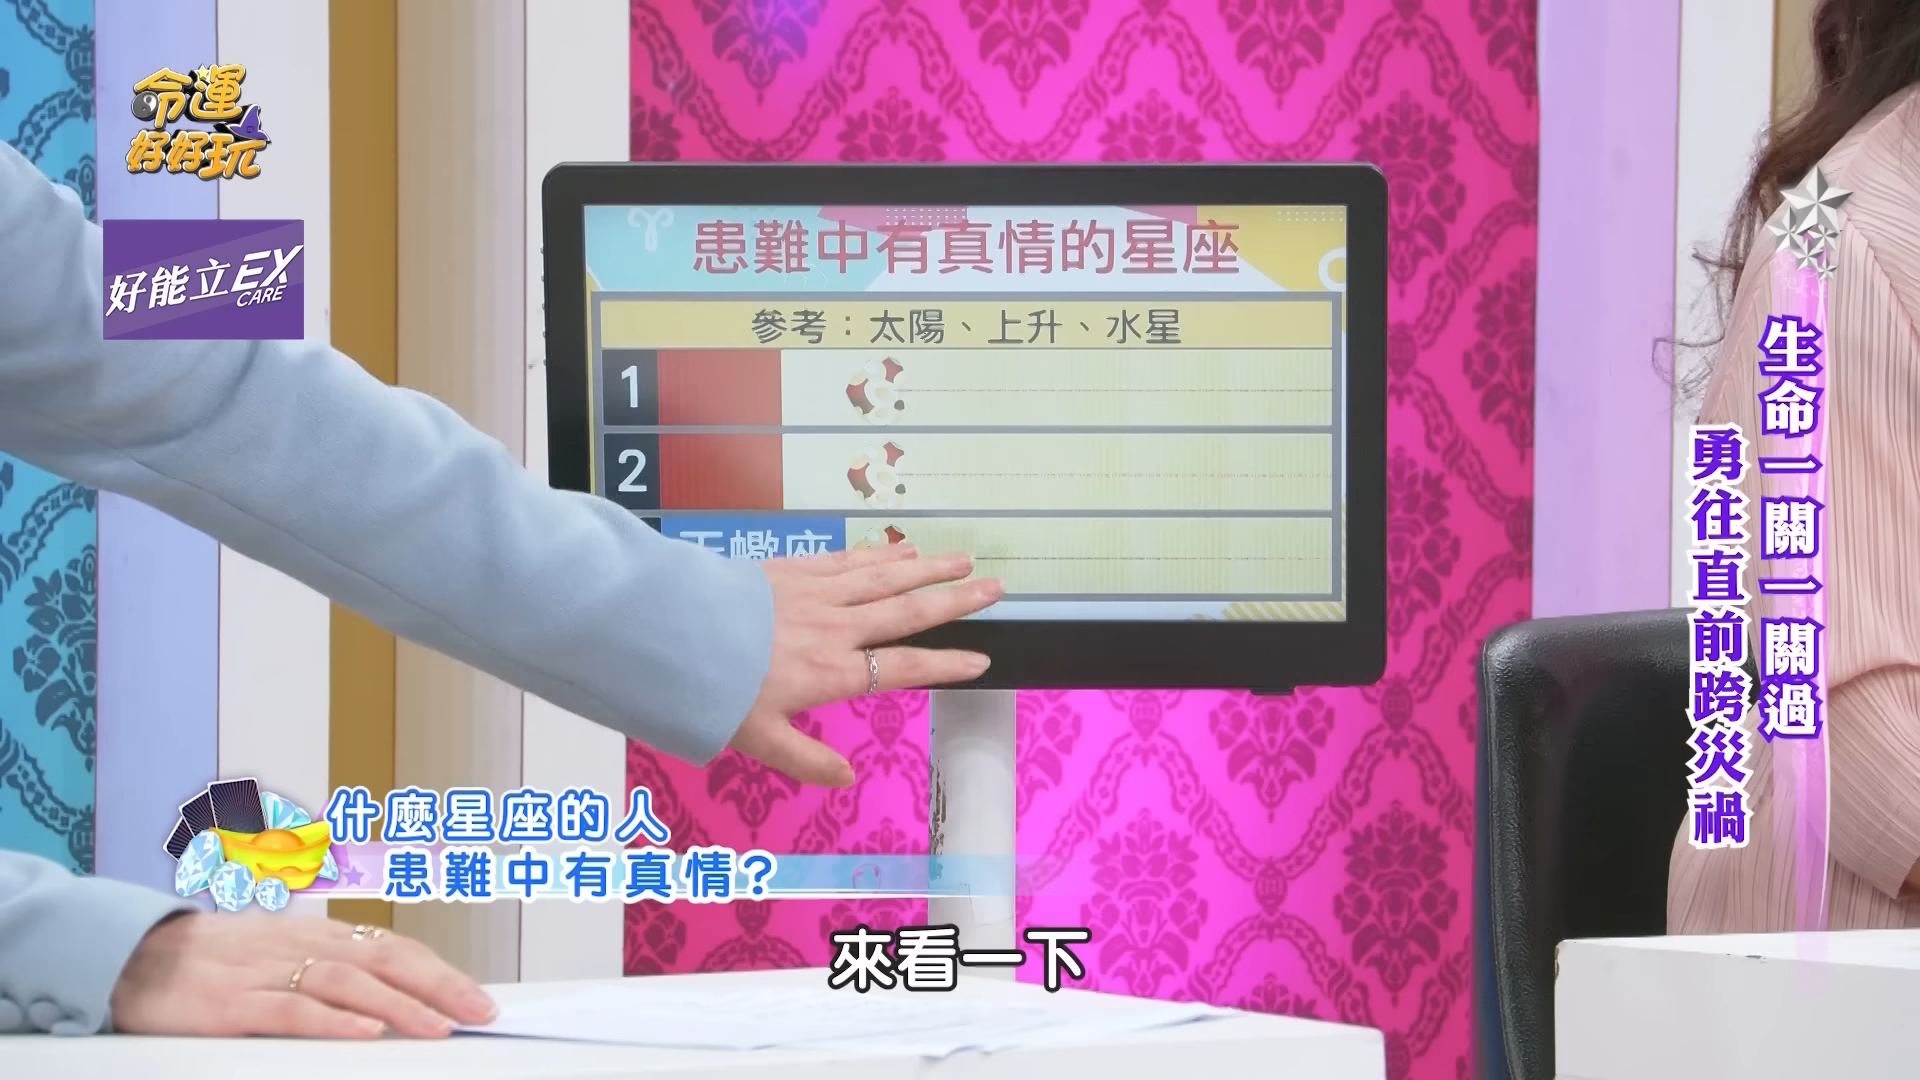 命運
好好玩
好能立EX
CARE
患難中有真情的星座
參考：太陽、上升、水星
1
2
天蠍座
生命一關一關過
勇往直前跨災禍
什麼星座的人
患難中有真情?
來看一下